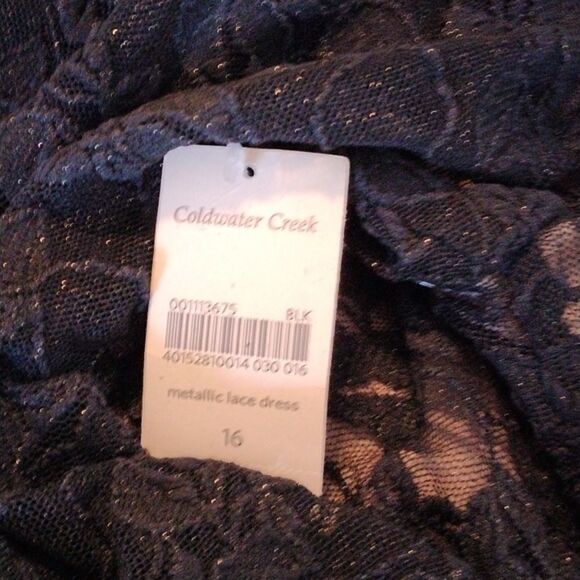 Coldwater Creek
001113675 BLK
40152810014 030 016
metallic lace dress
16